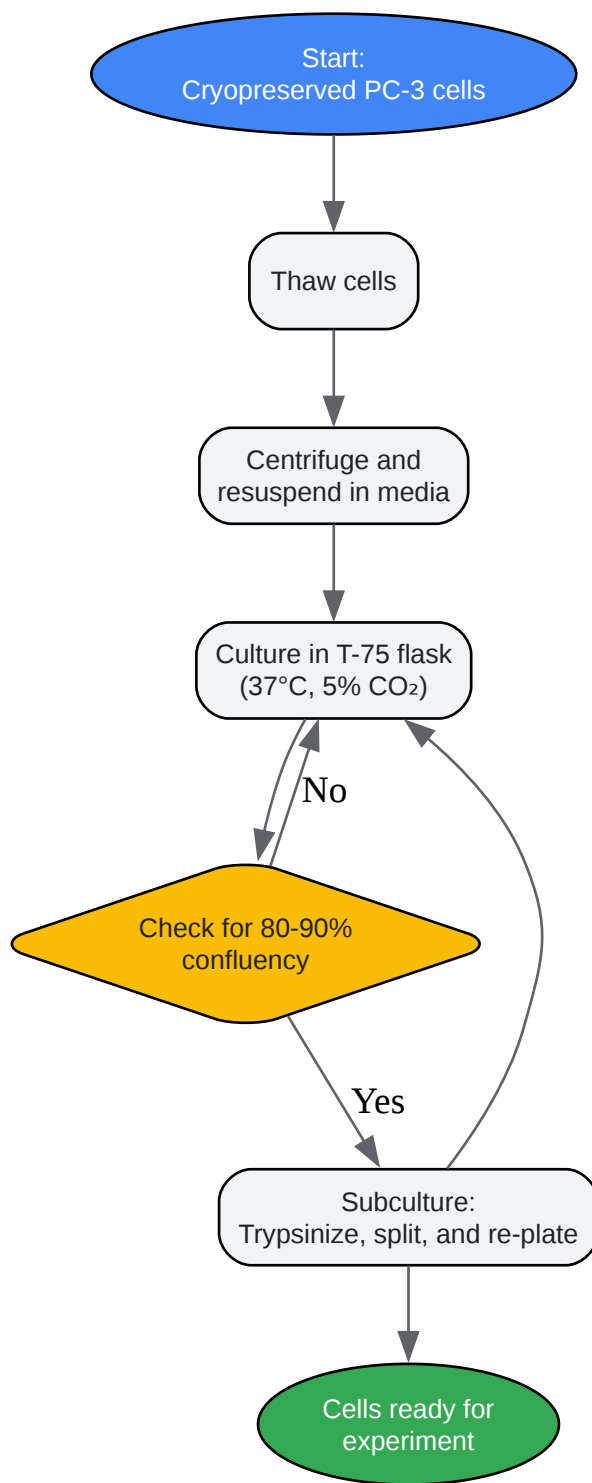 Start:
Cryopreserved PC-3 cells
Thaw cells
Centrifuge and
resuspend in media
Culture in T-75 flask
(37°C, 5% CO₂)
No
Check for 80-90%
confluency
Yes
Subculture:
Trypsinize, split, and re-plate
Cells ready for
experiment